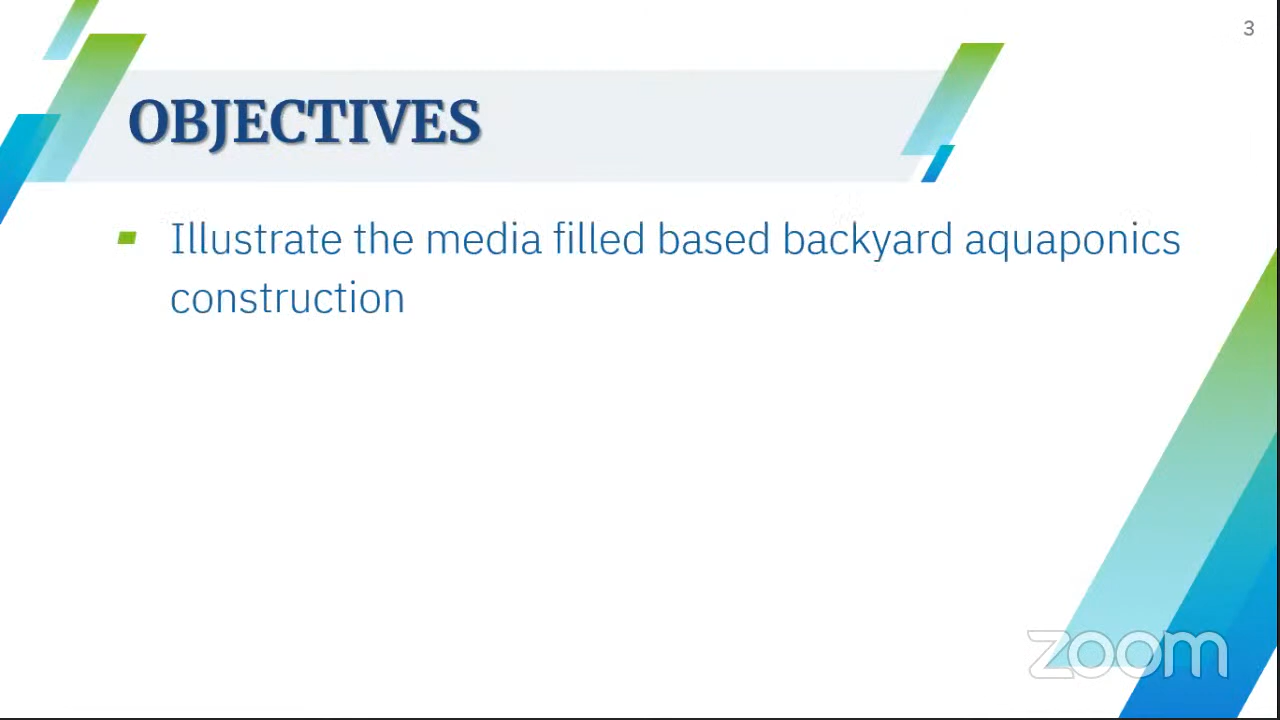 3
OBJECTIVES
Illustrate the media filled based backyard aquaponics
construction
zoom